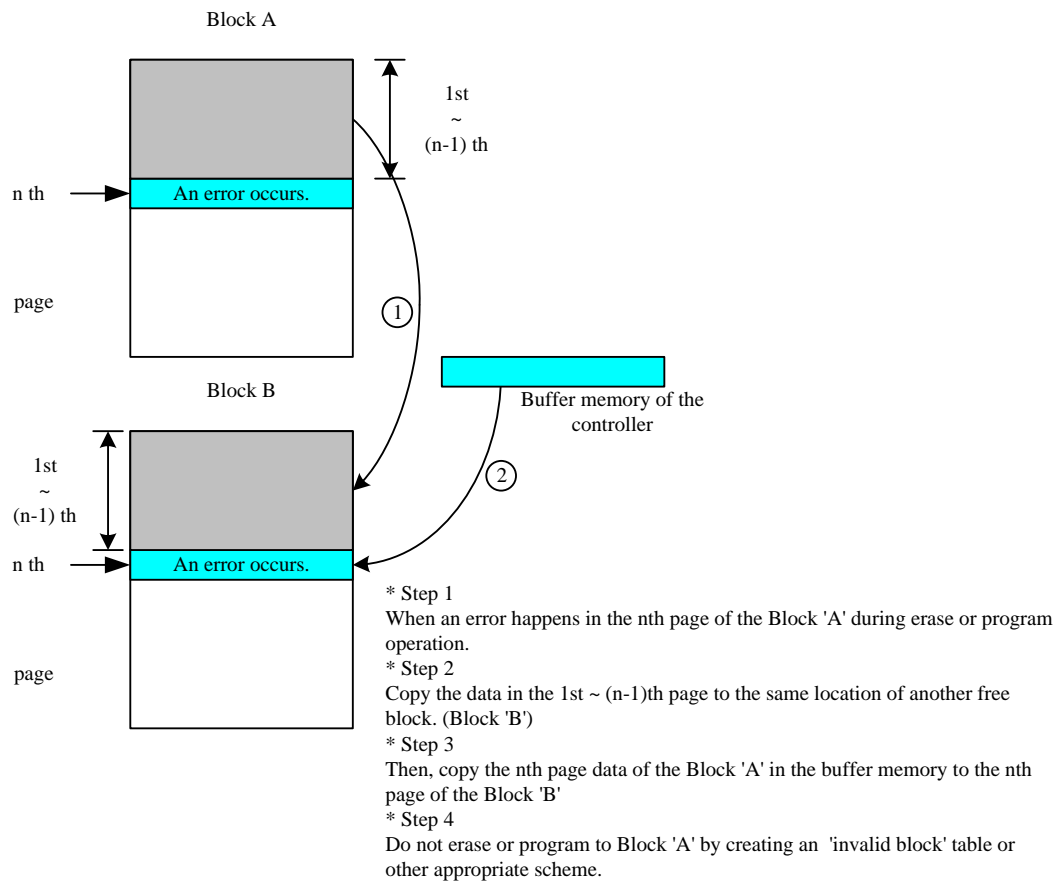 Block A
1st
~
(n-1) th
n th
An error occurs.
page
1
Block B
Buffer memory of the
controller
1st
~
(n-1) th
2
n th
An error occurs.
page
* Step 1
When an error happens in the nth page of the Block 'A' during erase or program
operation.
* Step 2
Copy the data in the 1st ~ (n-1)th page to the same location of another free
block. (Block 'B')
* Step 3
Then, copy the nth page data of the Block 'A' in the buffer memory to the nth
page of the Block 'B'
* Step 4
Do not erase or program to Block 'A' by creating an 'invalid block' table or
other appropriate scheme.